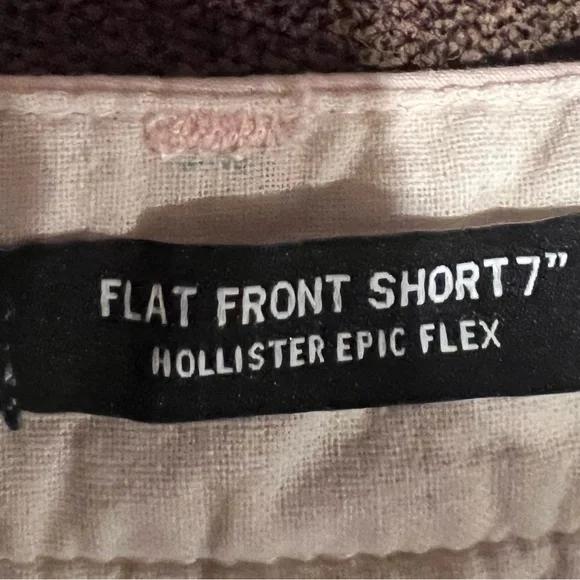 FLAT FRONT SHORT 7”
HOLLISTER EPIC FLEX